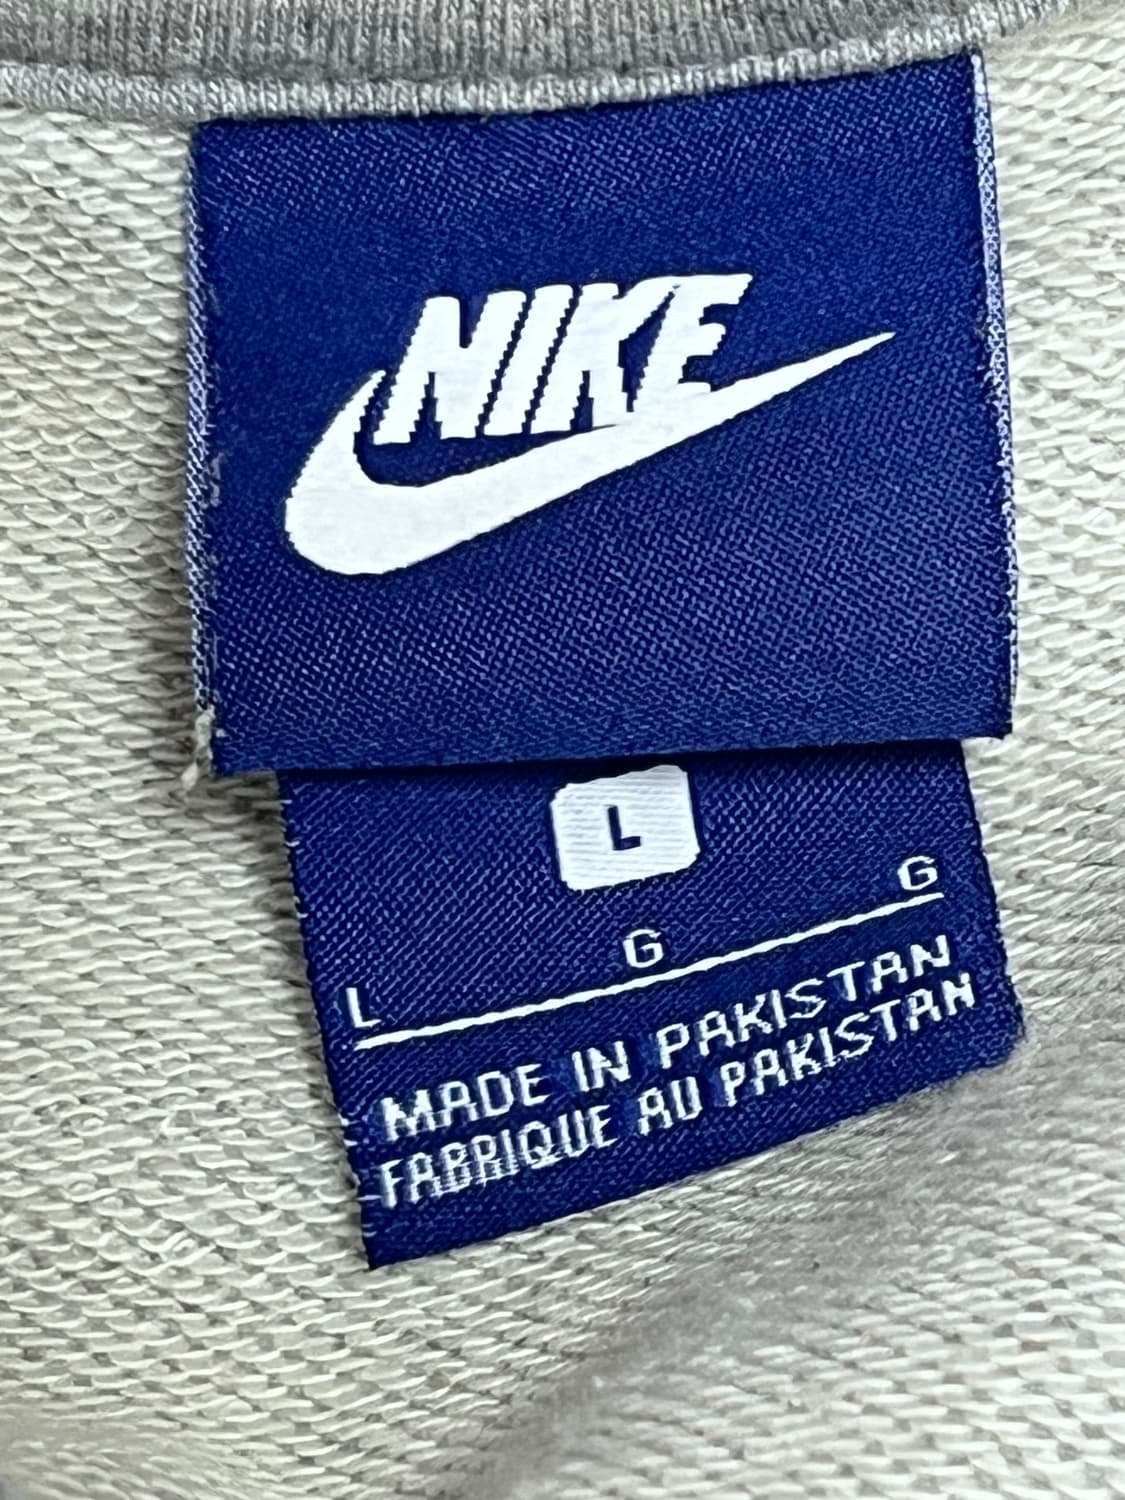 NIKE
L
L G G
MADE IN PAKISTAN
FABRIQUE AU PAKISTAN